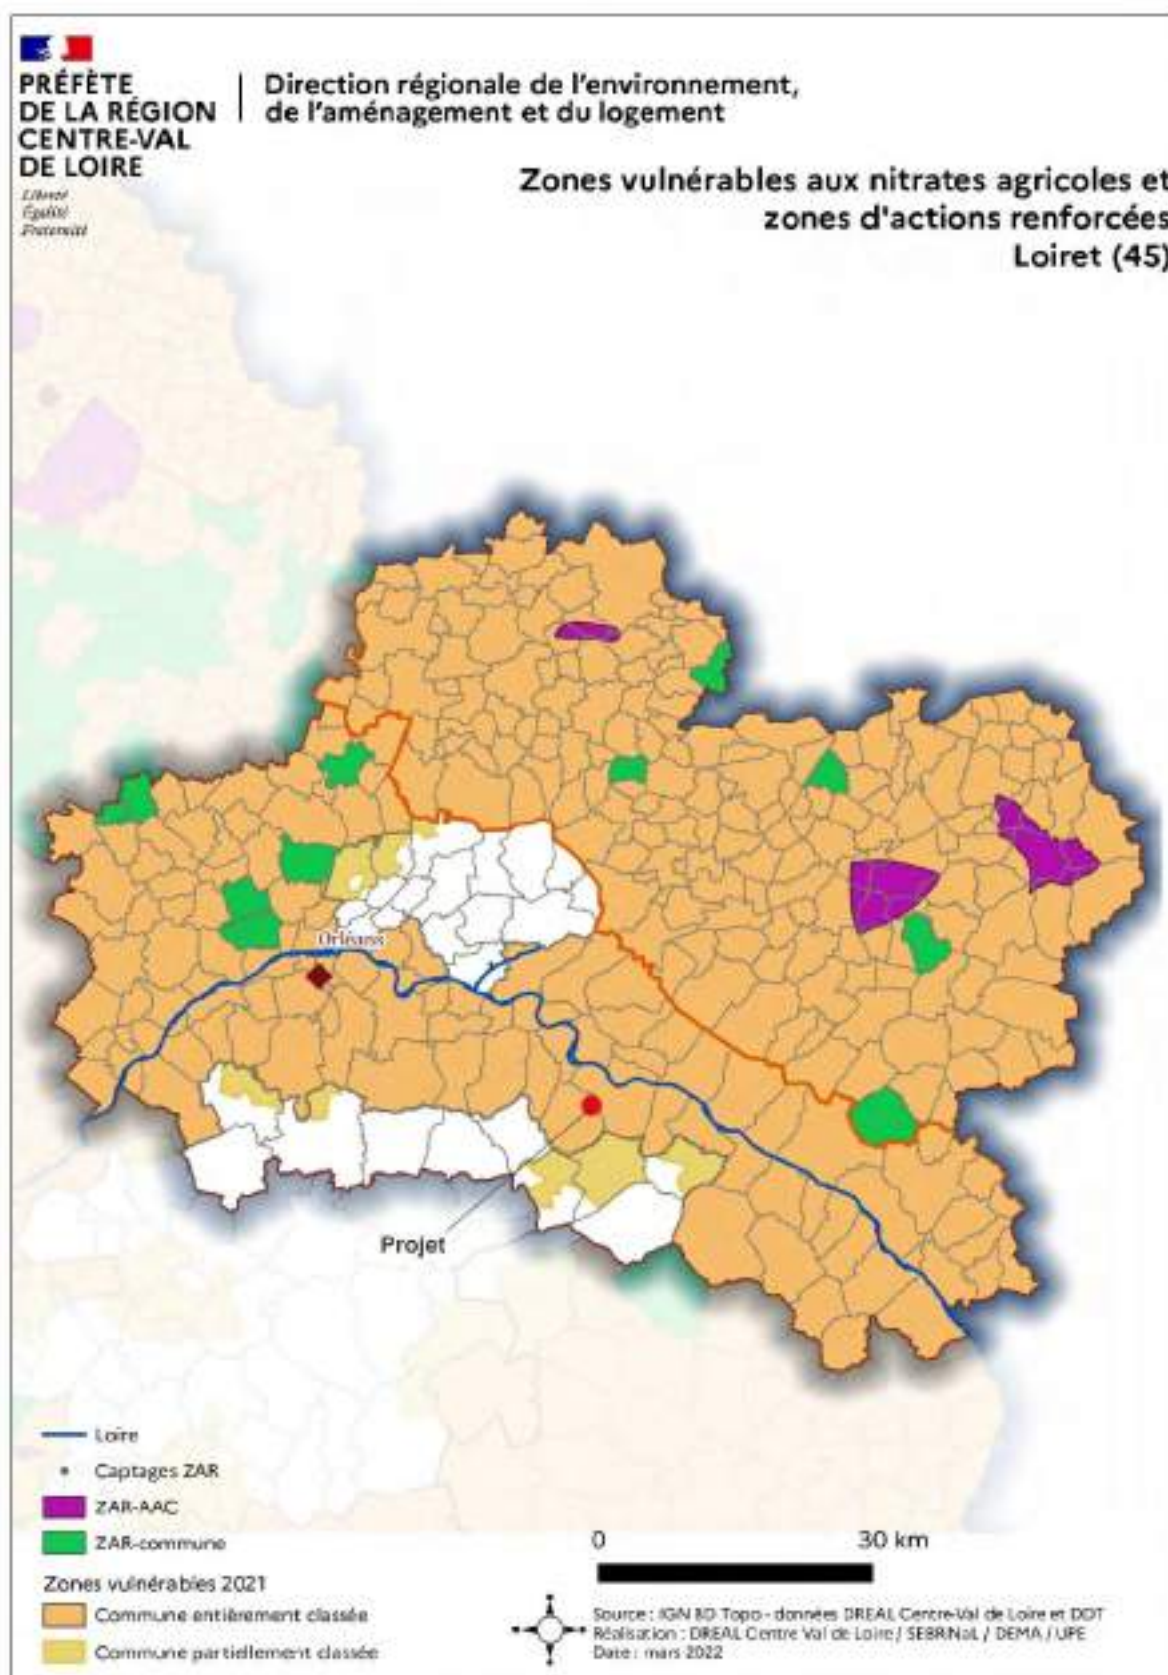 PRÉFÈTE
DE LA RÉGION
CENTRE-VAL
DE LOIRE
Liberté
Égalité
Fraternité
Direction régionale de l'environnement,
de l'aménagement et du logement
Zones vulnérables aux nitrates agricoles et
zones d'actions renforcées
Loiret (45)
Orléans
Projet
Loire
Captages ZAR
ZAR-AAC
ZAR-commune
Zones vulnérables 2021
Commune entièrement classée
Commune partiellement classée
0 30 km
Source : IGN BD Topo - données DREAL Centre-Val de Loire et DDT
Réalisation : DREAL Centre Val de Loire / SEBRiNaL / DEMA / UPE
Date : mars 2022